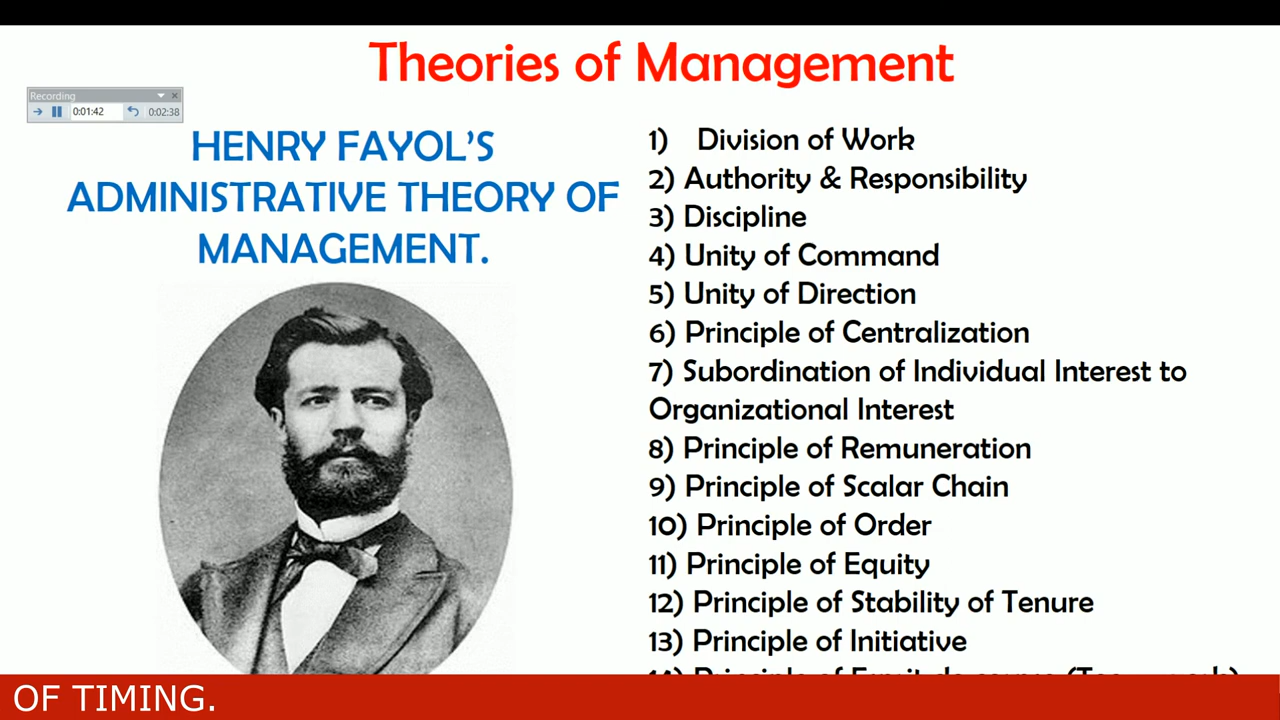 Theories of Management
Recording
0:01:42
0:02:38
HENRY FAYOL'S
ADMINISTRATIVE THEORY OF
MANAGEMENT.
1) Division of Work
2) Authority & Responsibility
3) Discipline
4) Unity of Command
5) Unity of Direction
6) Principle of Centralization
7) Subordination of Individual Interest to
Organizational Interest
8) Principle of Remuneration
9) Principle of Scalar Chain
10) Principle of Order
11) Principle of Equity
12) Principle of Stability of Tenure
13) Principle of Initiative
14) Principle of
OF TIMING.